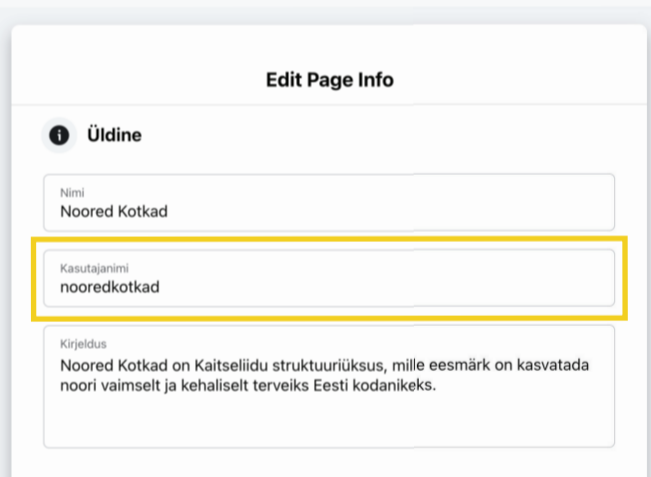 Edit Page Info
Üldine
Nimi
Noored Kotkad
Kasutajanimi
nooredkotkad
Kirjeldus
Noored Kotkad on Kaitseliidu struktuuriüksus, mille eesmärk on kasvatada
noori vaimselt ja kehaliselt terveiks Eesti kodanikeks.